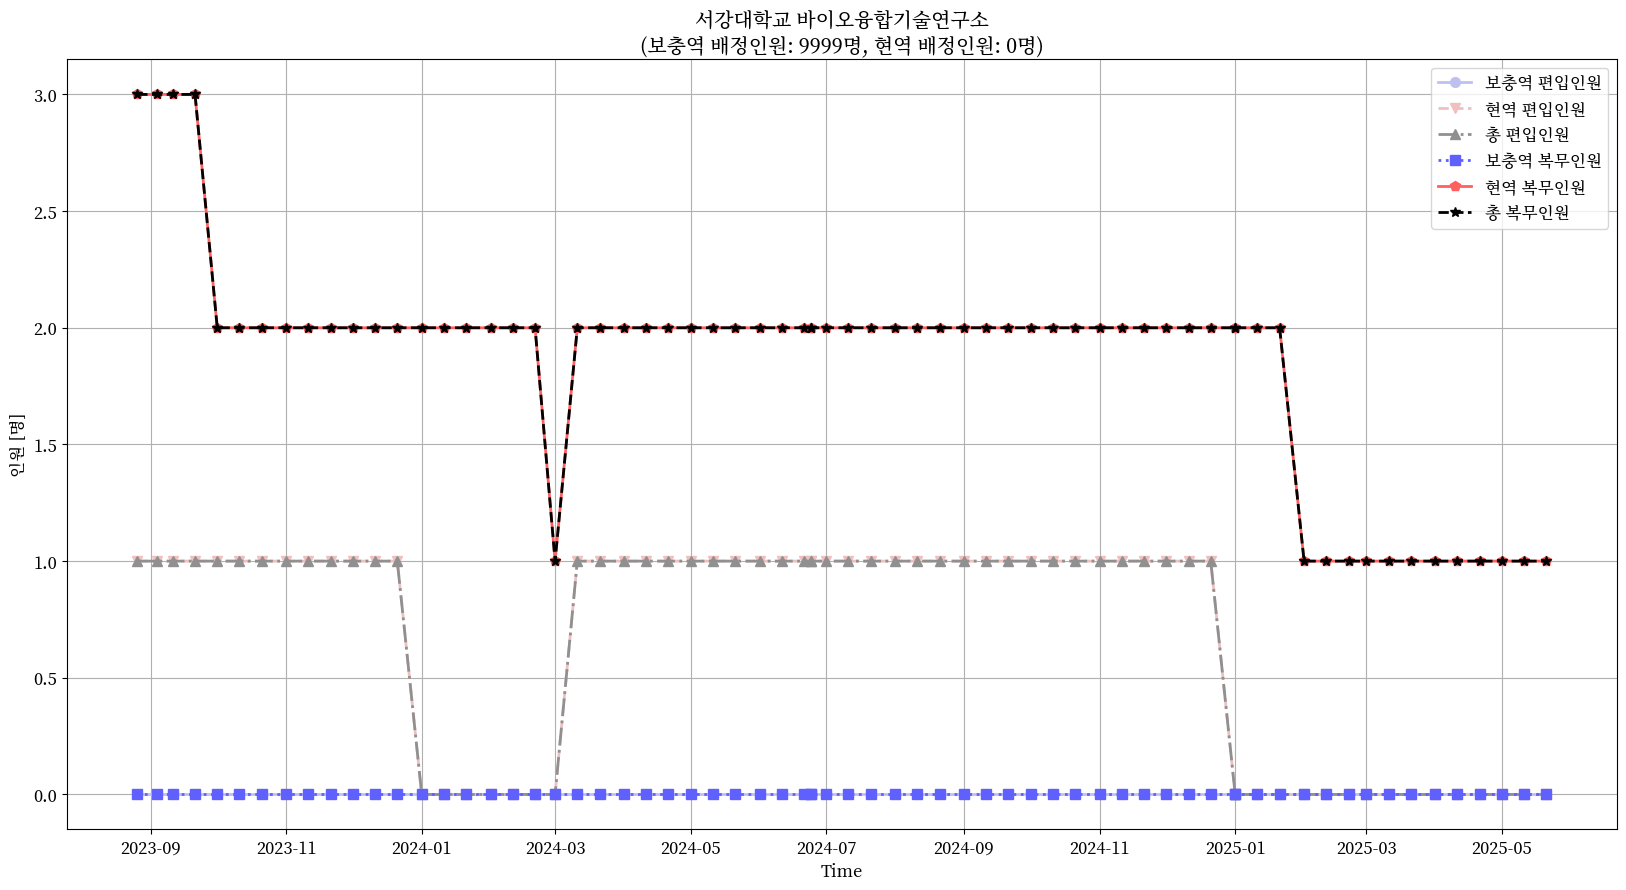 서강대학교 바이오융합기술연구소
(보충역 배정인원: 9999명, 현역 배정인원: 0명)
보충역 편입인원
현역 편입인원
총 편입인원
보충역 복무인원
현역 복무인원
총 복무인원
인원 [명]
3.0
2.5
2.0
1.5
1.0
0.5
0.0
2023-09
2023-11
2024-01
2024-03
2024-05
2024-07
2024-09
2024-11
2025-01
2025-03
2025-05
Time